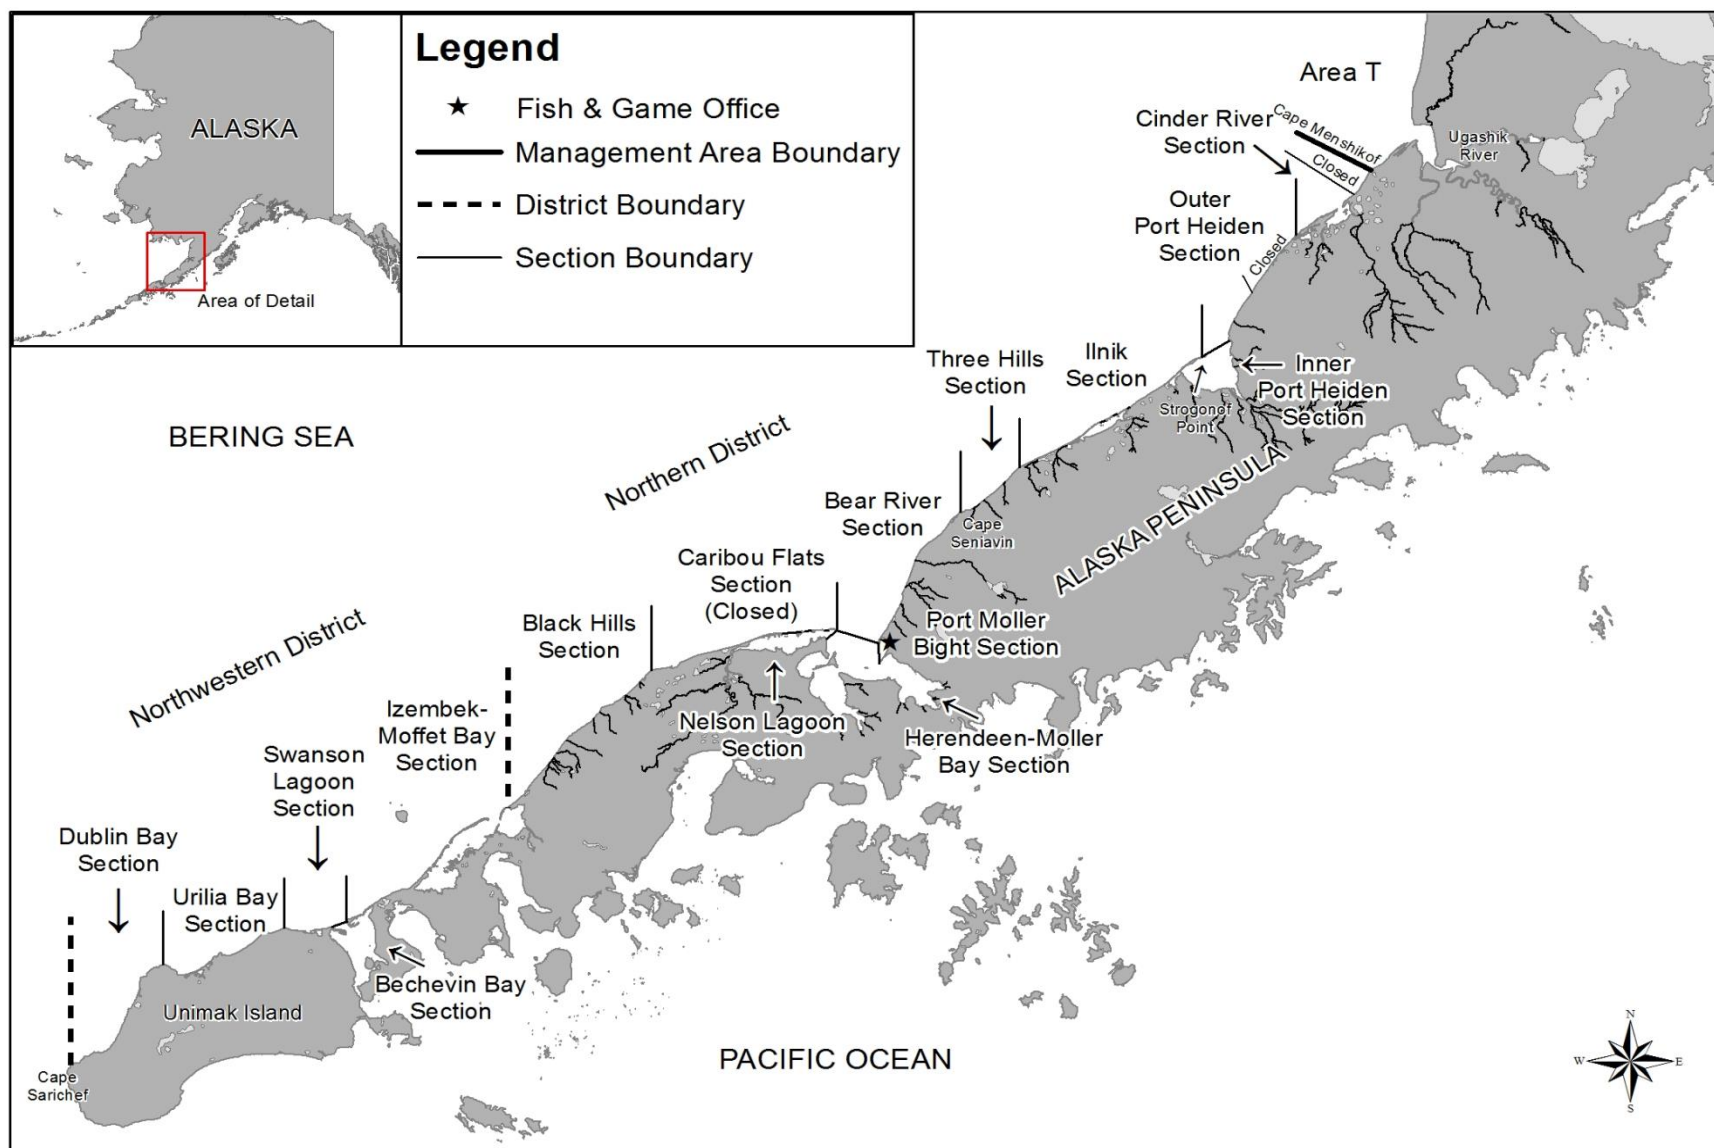 ALASKA
Area of Detail
Legend
Fish & Game Office
Management Area Boundary
District Boundary
Section Boundary
Area T
Cape Menshikof
Closed
Ugashik
River
Cinder River
Section
Outer
Port Heiden
Section
Closed
Inner
Port Heiden
Section
Strogonof
Point
Ilnik
Section
Three Hills
Section
BERING SEA
Northern District
ALASKA PENINSULA
Bear River
Section
Cape
Seniavin
Caribou Flats
Section
(Closed)
Port Moller
Bight Section
Black Hills
Section
Northwestern District
Nelson Lagoon
Section
Herendeen-Moller
Bay Section
Izembek-
Moffet Bay
Section
Swanson
Lagoon
Section
Dublin Bay
Section
Urilia Bay
Section
Bechevin Bay
Section
Unimak Island
Cape
Sarichef
PACIFIC OCEAN
N
W
E
S